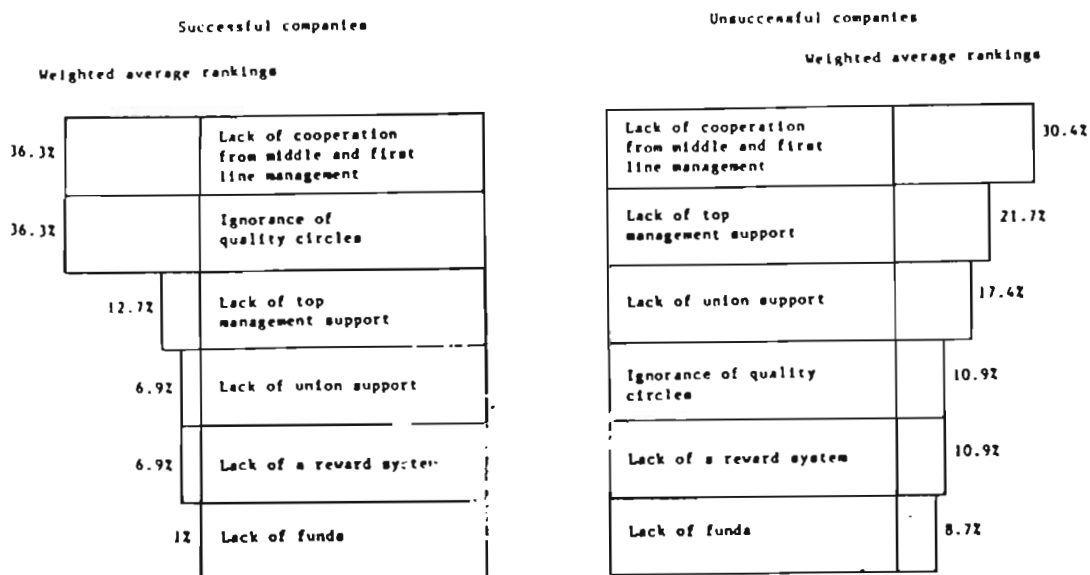 Successful companies
Weighted average rankings
36.3%
Lack of cooperation
from middle and first
line management
36.3%
Ignorance of
quality circles
12.7%
Lack of top
management support
6.9%
Lack of union support
6.9%
Lack of a reward system
1%
Lack of funds
Unsuccessful companies
Weighted average rankings
Lack of cooperation
from middle and first
line management
30.4%
Lack of top
management support
21.7%
Lack of union support
17.4%
Ignorance of quality
circles
10.9%
Lack of a reward system
10.9%
Lack of funds
8.7%